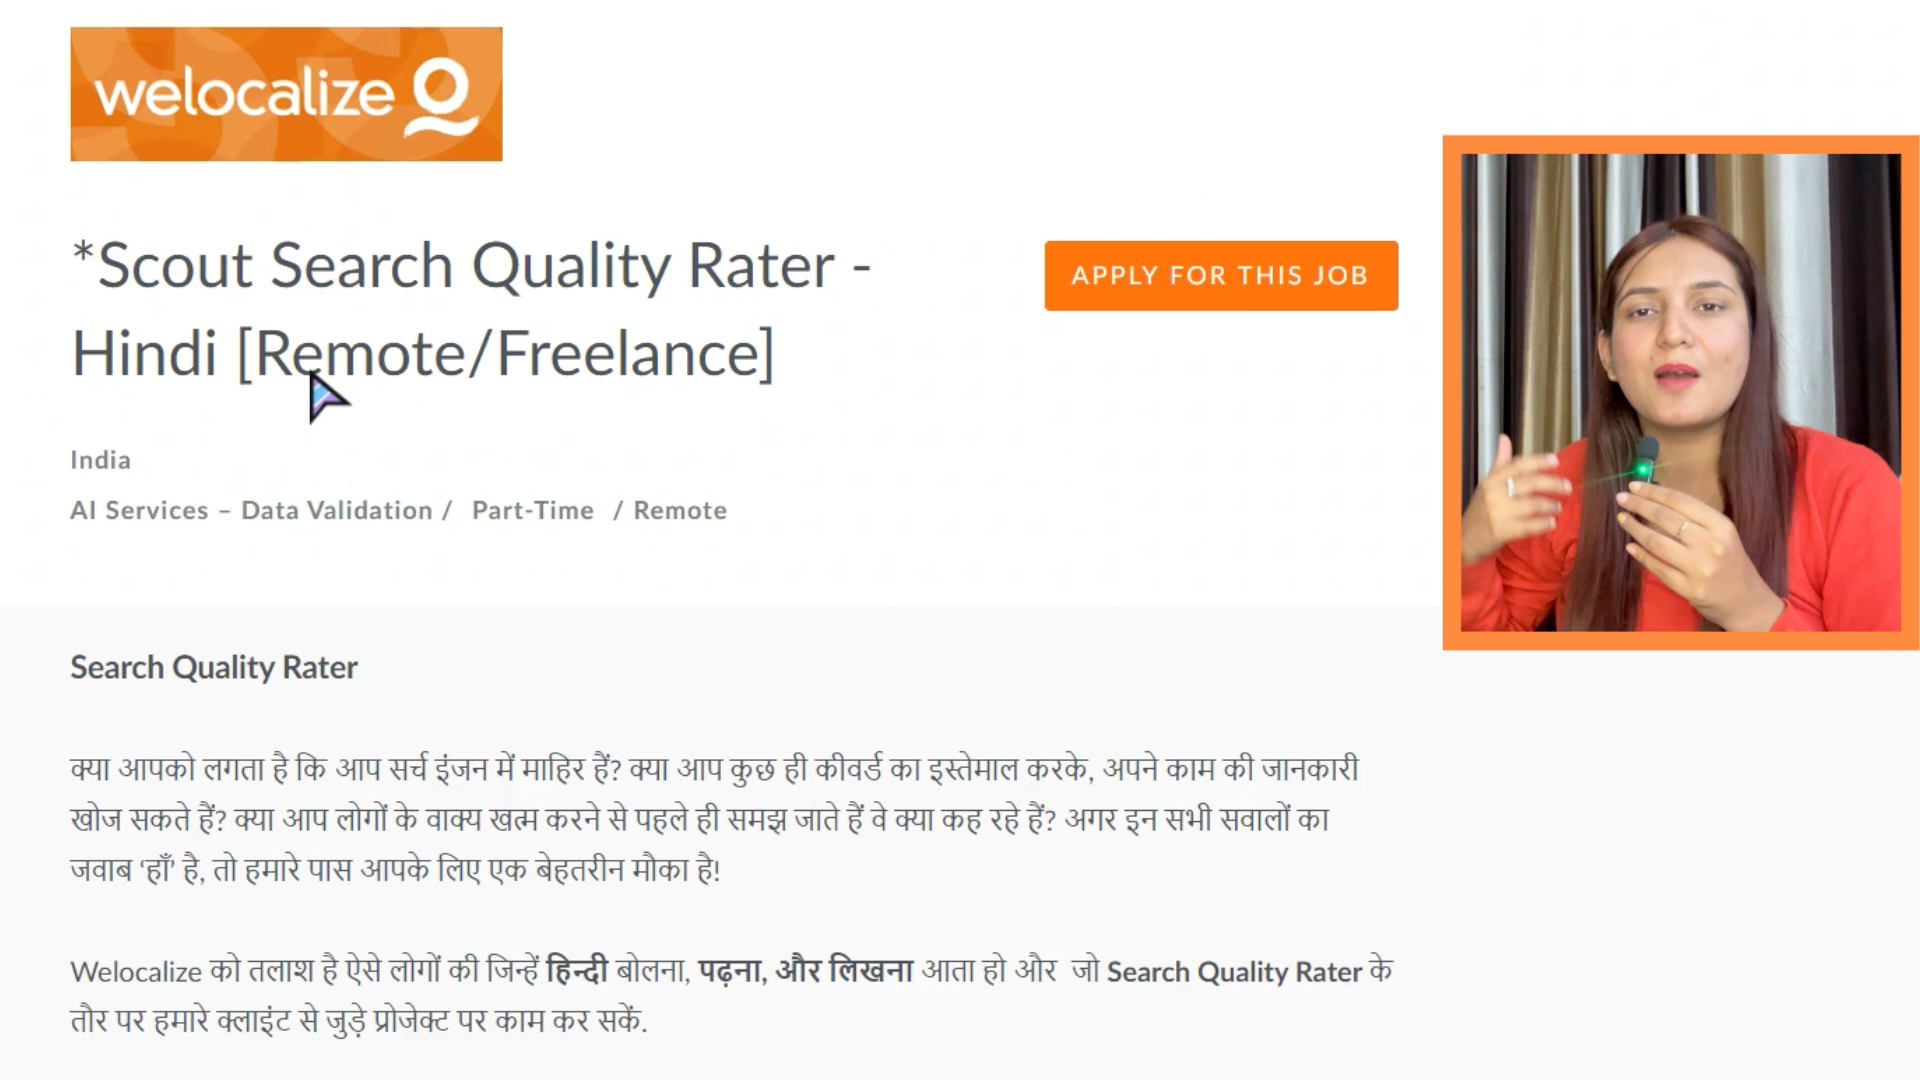 welocalize
*Scout Search Quality Rater -
Hindi [Remote/Freelance]
APPLY FOR THIS JOB
India
AI Services – Data Validation / Part-Time / Remote
Search Quality Rater
क्या आपको लगता है कि आप सर्च इंजन में माहिर हैं? क्या आप कुछ ही कीवर्ड का इस्तेमाल करके, अपने काम की जानकारी
खोज सकते हैं? क्या आप लोगों के वाक्य खत्म करने से पहले ही समझ जाते हैं वे क्या कह रहे हैं? अगर इन सभी सवालों का
जवाब ‘हाँ’ है, तो हमारे पास आपके लिए एक बेहतरीन मौका है!
Welocalize को तलाश है ऐसे लोगों की जिन्हें हिन्दी बोलना, पढ़ना, और लिखना आता हो और जो Search Quality Rater के
तौर पर हमारे क्लाइंट से जुड़े प्रोजेक्ट पर काम कर सकें.